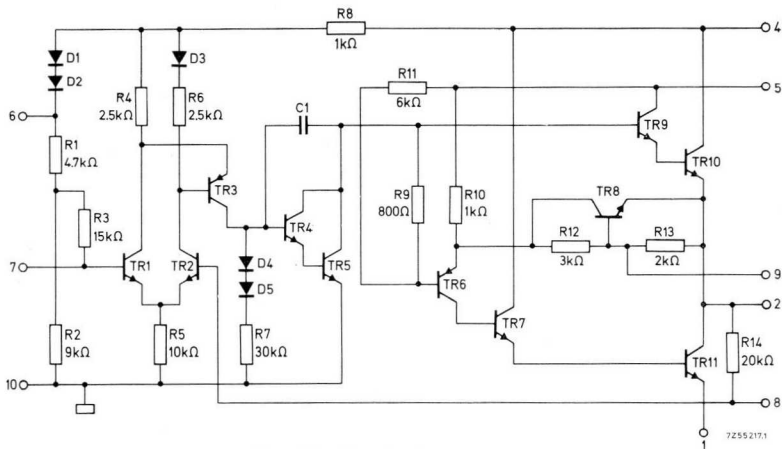 R8
1kΩ
4
D1
D2
D3
R4
2.5kΩ
R6
2.5kΩ
R11
6kΩ
5
C1
6
R1
4.7kΩ
TR9
TR10
TR3
R3
15kΩ
TR4
R9
800Ω
R10
1kΩ
TR8
R12
3kΩ
R13
2kΩ
7
TR1
TR2
D4
D5
TR5
TR6
9
2
TR7
R2
9kΩ
R5
10kΩ
R7
30kΩ
R14
20kΩ
TR11
10
8
1
7Z55217.1